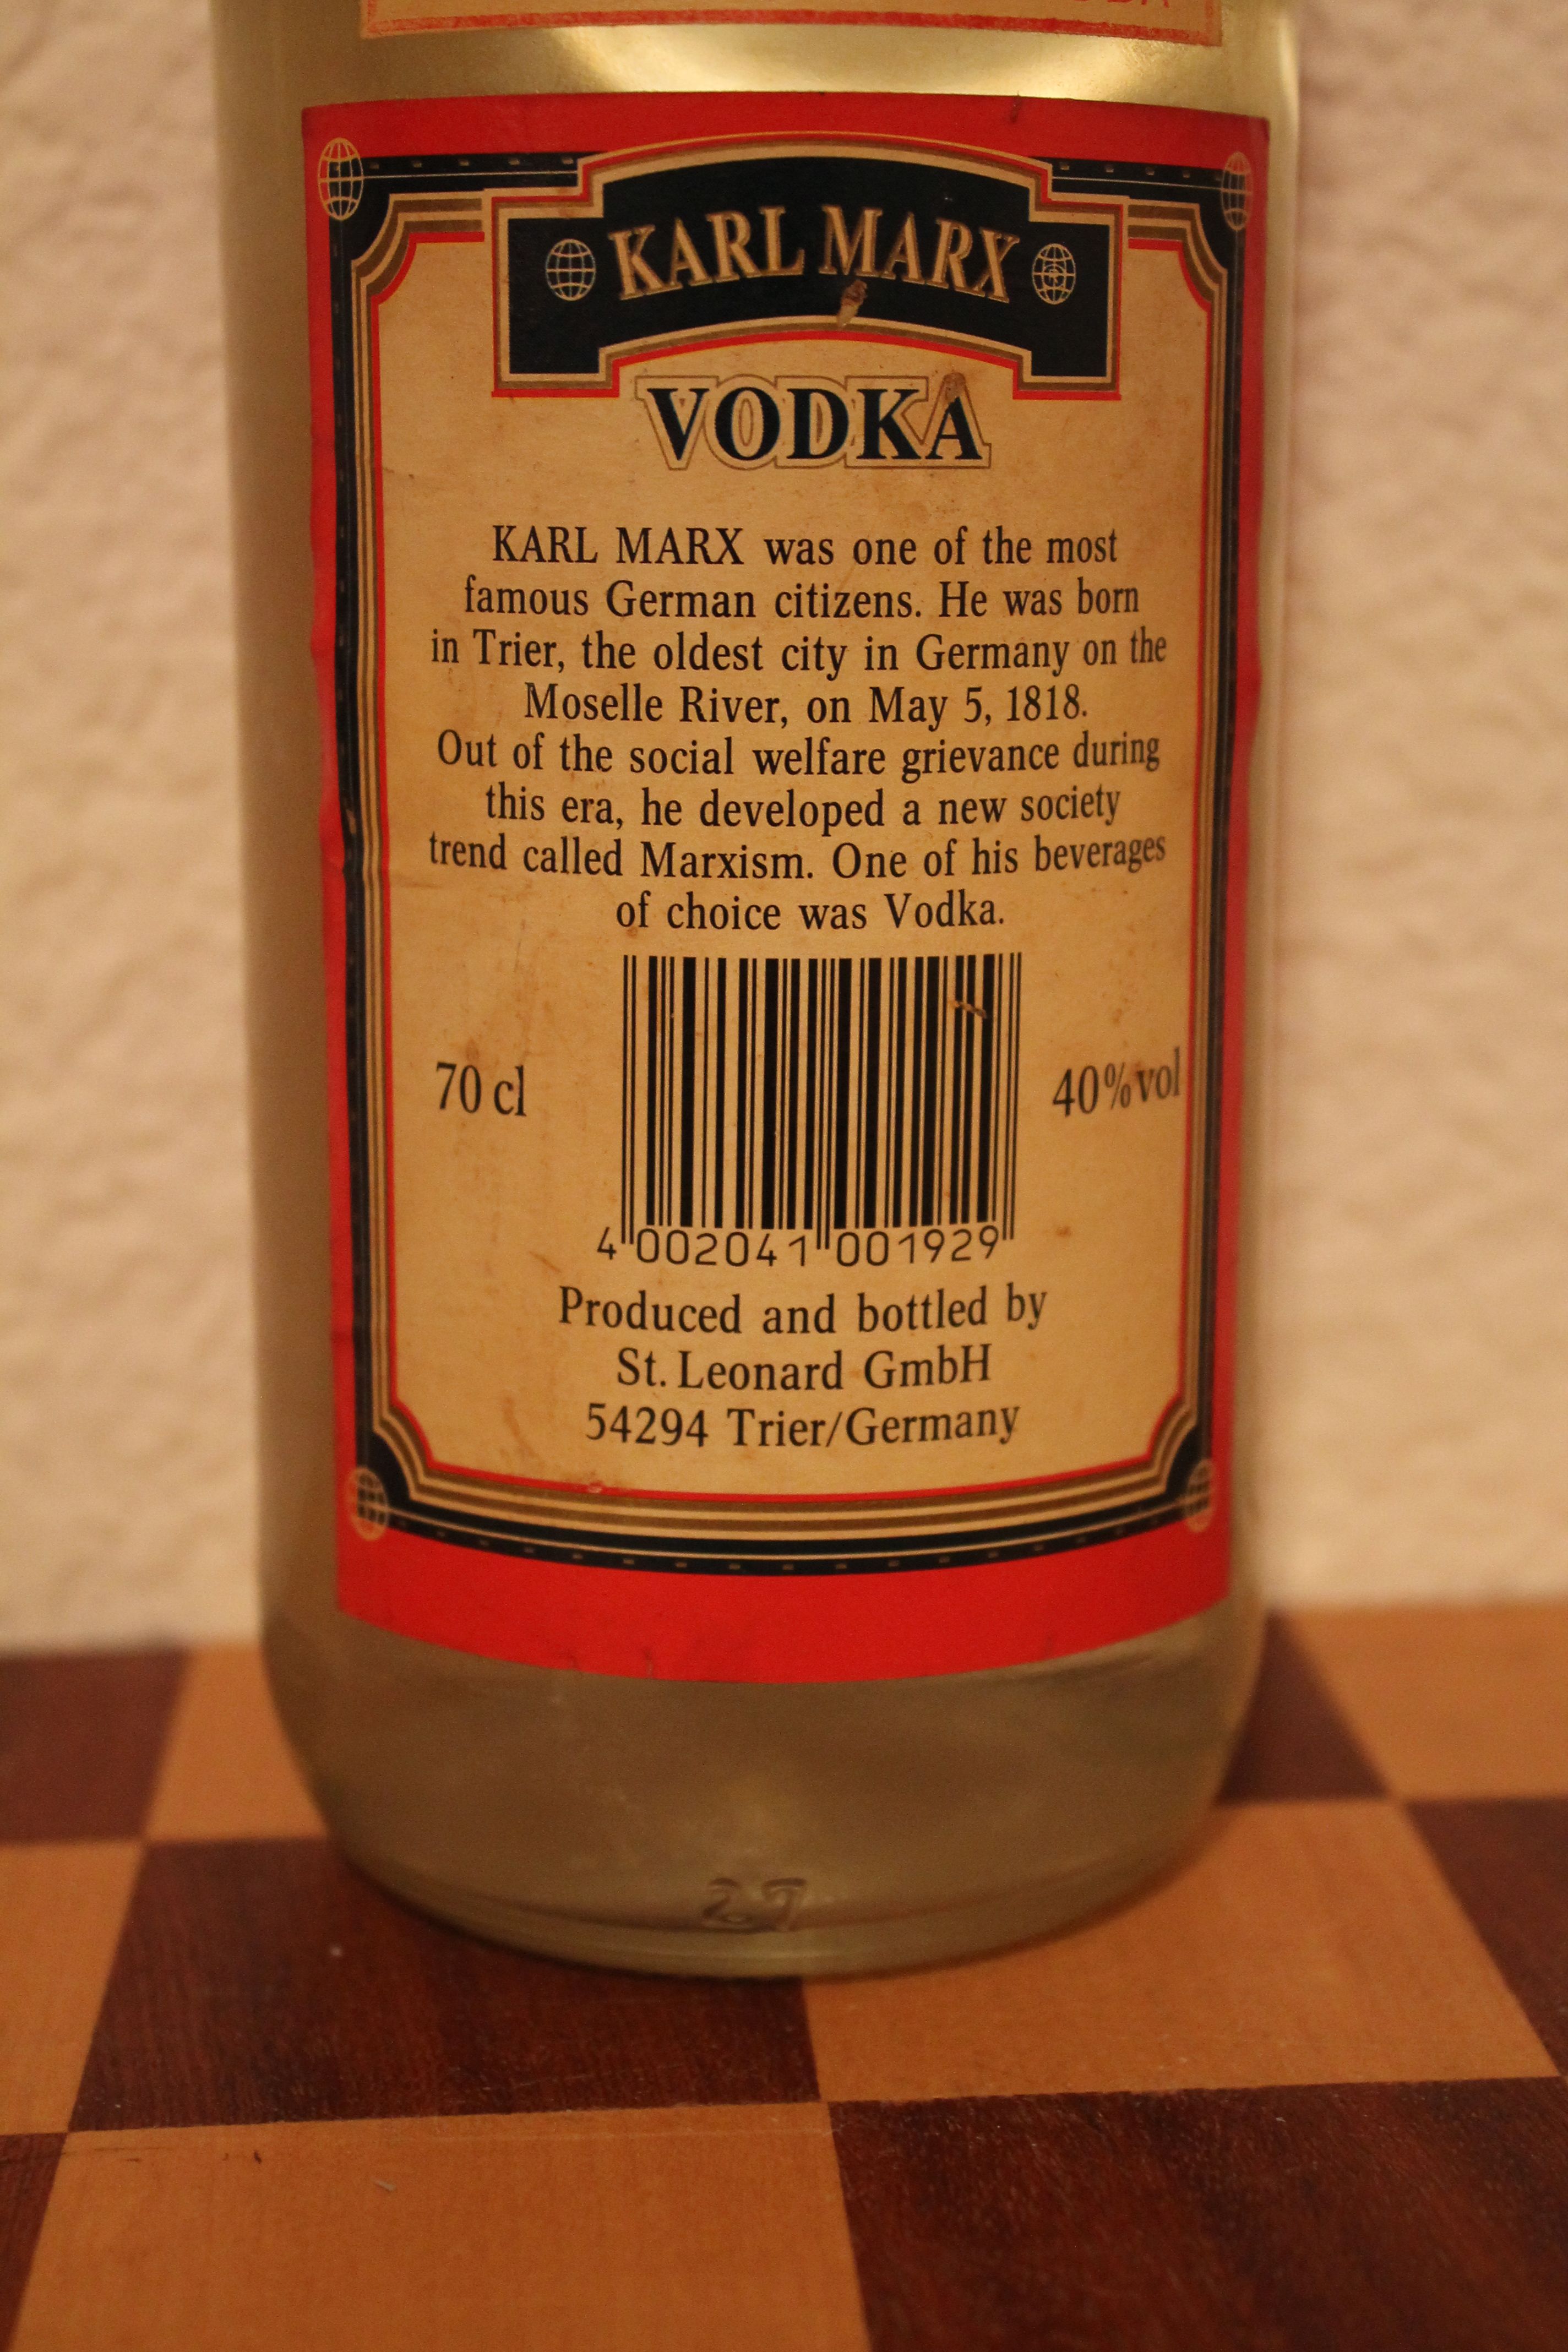 KARL MARX
VODKA
KARL MARX was one of the most
famous German citizens. He was born
in Trier, the oldest city in Germany on the
Moselle River, on May 5, 1818.
Out of the social welfare grievance during
this era, he developed a new society
trend called Marxism. One of his beverages
of choice was Vodka.
70 cl
40% vol
4 002041 001929
Produced and bottled by
St. Leonard GmbH
54294 Trier/Germany